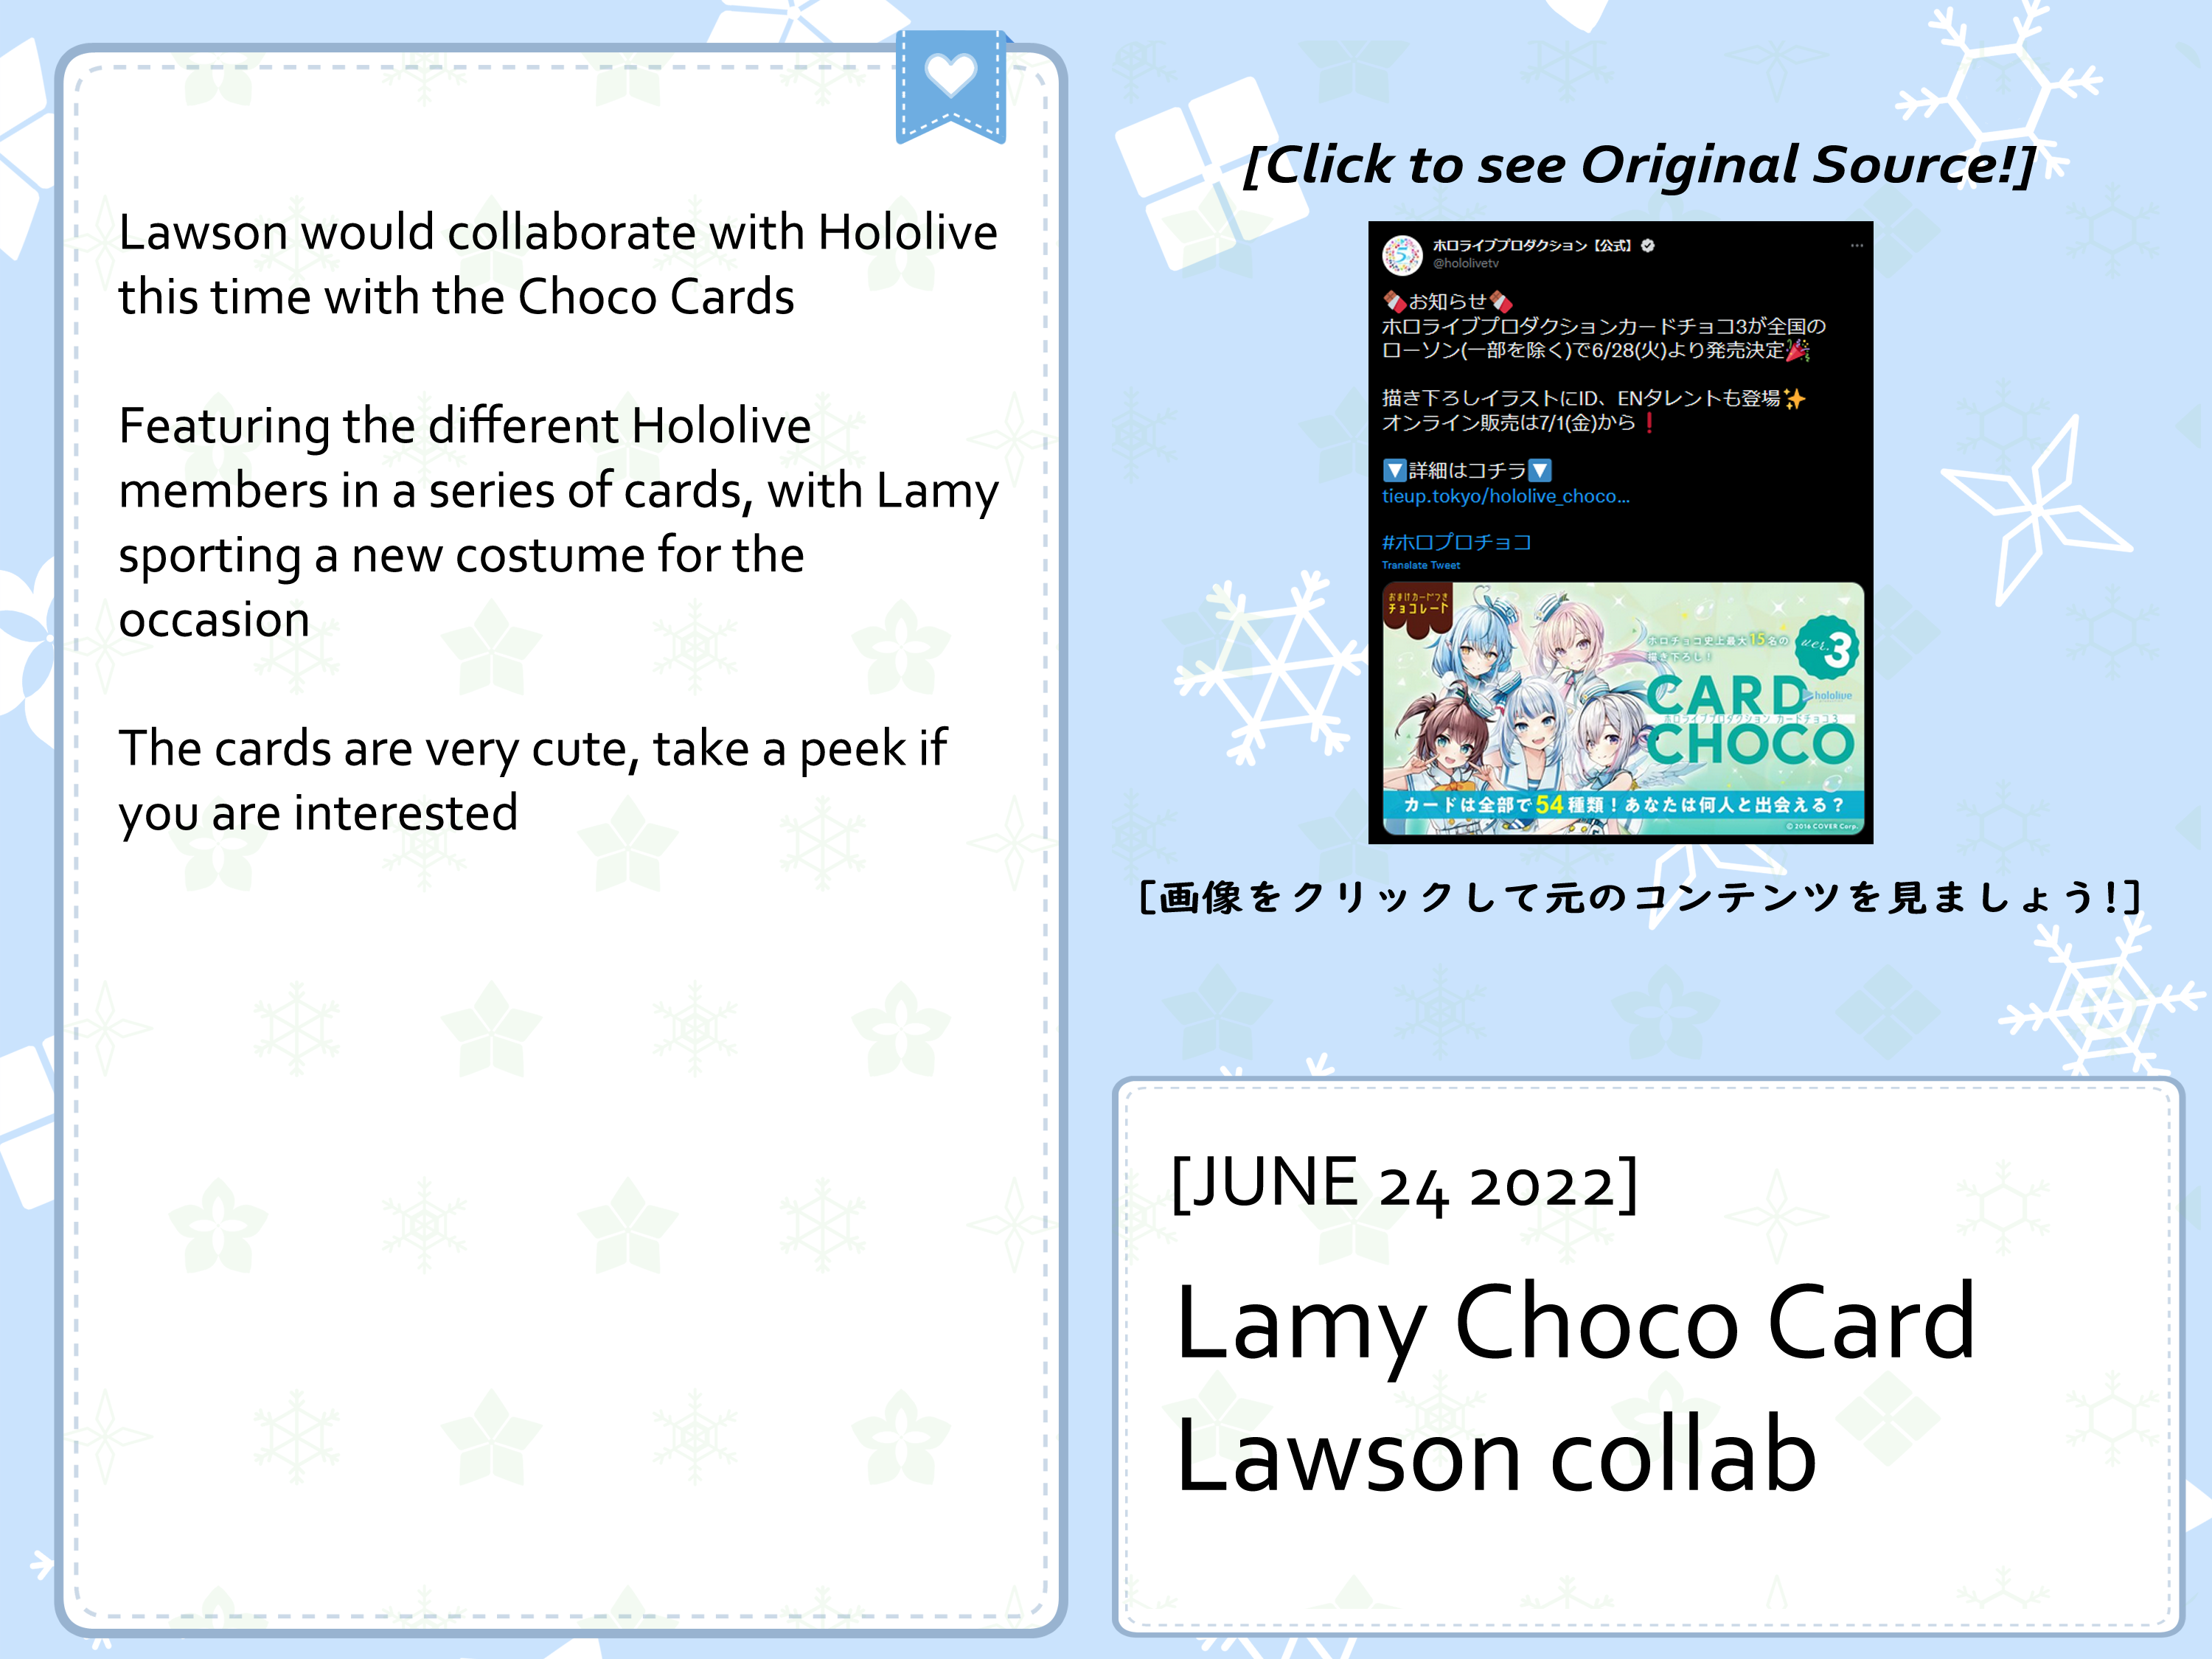 Lawson would collaborate with Hololive
this time with the Choco Cards
Featuring the different Hololive
members in a series of cards, with Lamy
sporting a new costume for the
occasion
The cards are very cute, take a peek if
you are interested
[Click to see Original Source!]
ホロライブプロダクション【公式】
@hololivetv
🍫お知らせ🍫
ホロライブプロダクションカードチョコ3が全国の
ローソン(一部を除く)で6/28(火)より発売決定🎉
描き下ろしイラストにID、ENタレントも登場✨
オンライン販売は7/1(金)から❗
🔽詳細はコチラ🔽
tieup.tokyo/hololive_choco...
#ホロプロチョコ
Translate Tweet
おまけカードつき
チョコレート
ホロチョコ史上最大15名の
描き下ろし!
ver.3
CARD
hololive
ホロライブプロダクション カードチョコ3
CHOCO
カードは全部で54種類!あなたは何人と出会える?
© 2016 COVER Corp.
[画像をクリックして元のコンテンツを見ましょう!]
[JUNE 24 2022]
Lamy Choco Card
Lawson collab